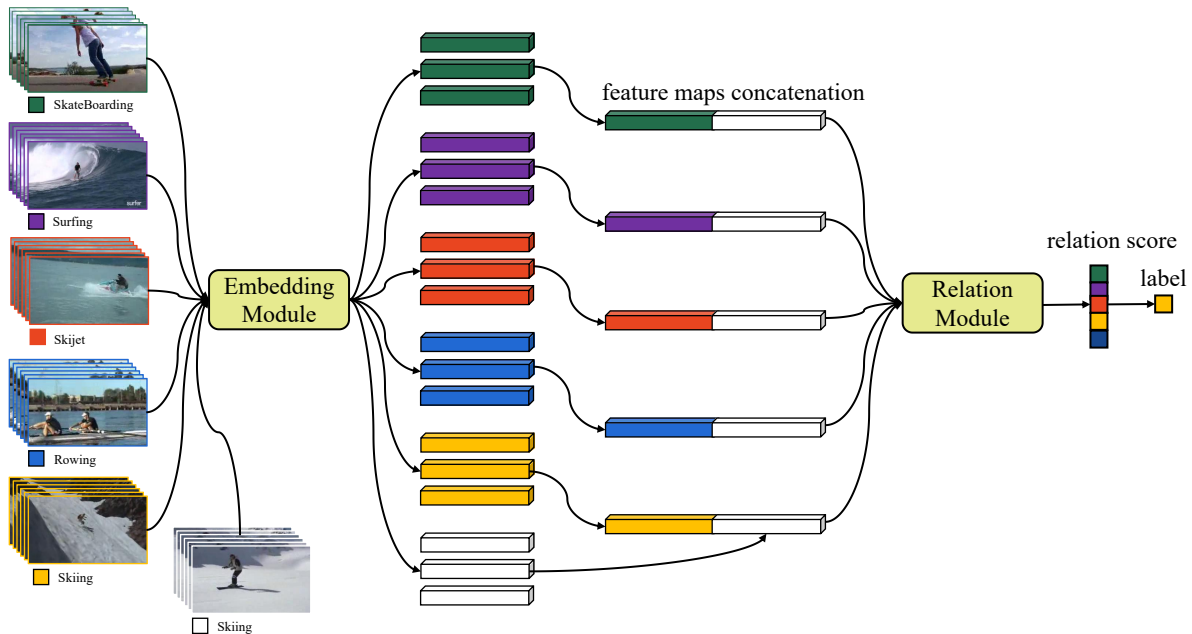 SkateBoarding
surfer
Surfing
Skijet
Rowing
Skiing
Skiing
Embedding
Module
feature maps concatenation
Relation
Module
relation score
label